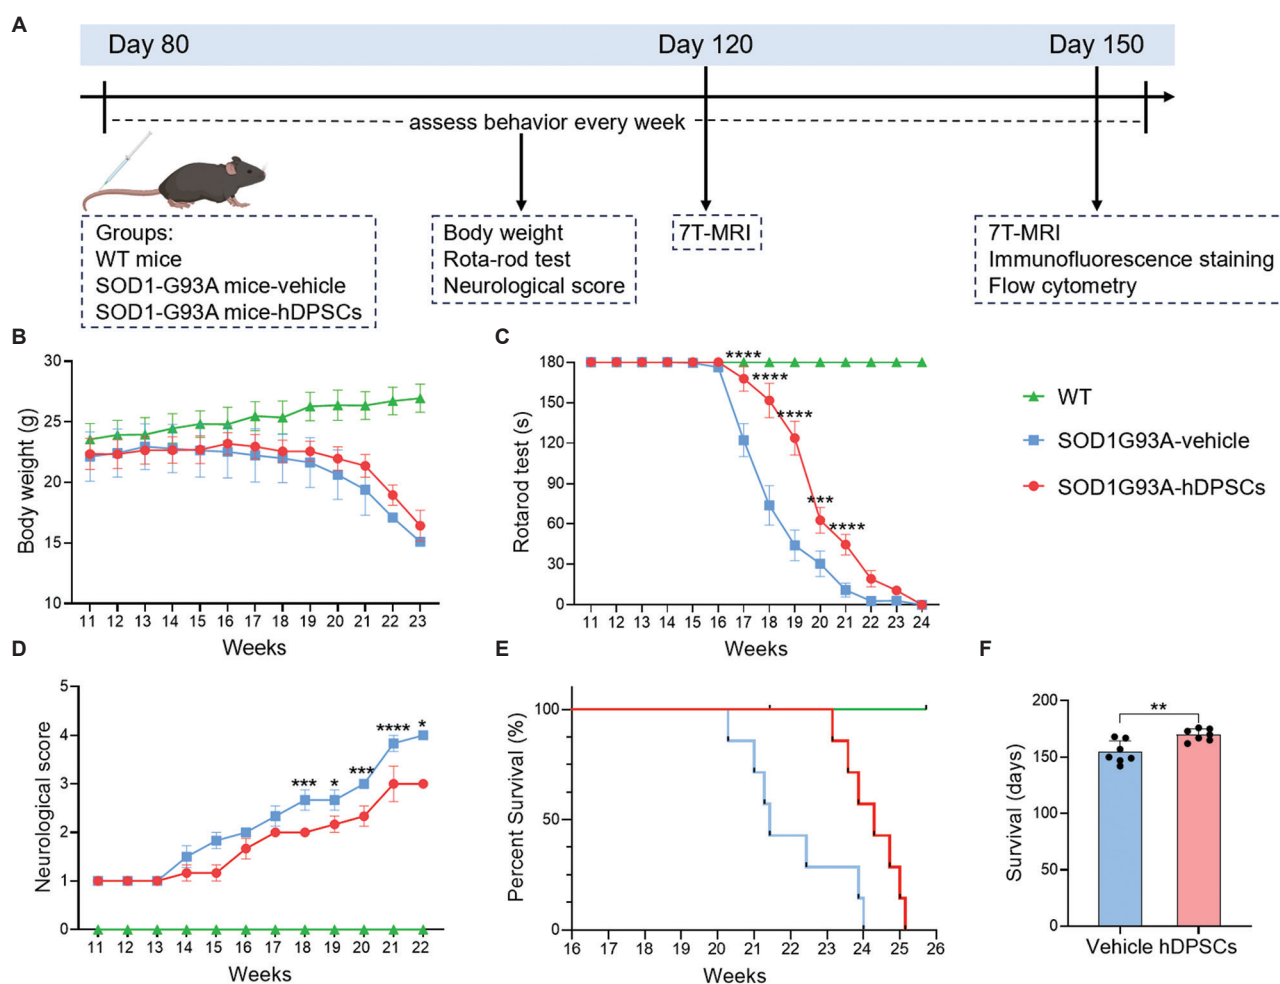 A
Day 80
Day 120
Day 150
assess behavior every week
Groups:
WT mice
SOD1-G93A mice-vehicle
SOD1-G93A mice-hDPSCs
Body weight
Rota-rod test
Neurological score
7T-MRI
7T-MRI
Immunofluorescence staining
Flow cytometry
B
Body weight (g)
30
25
20
15
10
11 12 13 14 15 16 17 18 19 20 21 22 23
Weeks
C
Rotarod test (s)
180
150
120
90
60
30
0
****
****
****
***
****
11 12 13 14 15 16 17 18 19 20 21 22 23 24
Weeks
WT
SOD1G93A-vehicle
SOD1G93A-hDPSCs
D
Neurological score
5
4
3
2
1
0
***
*
***
****
*
11 12 13 14 15 16 17 18 19 20 21 22
Weeks
E
Percent Survival (%)
100
50
0
16 17 18 19 20 21 22 23 24 25 26
Weeks
F
Survival (days)
200
150
100
50
0
**
Vehicle hDPSCs